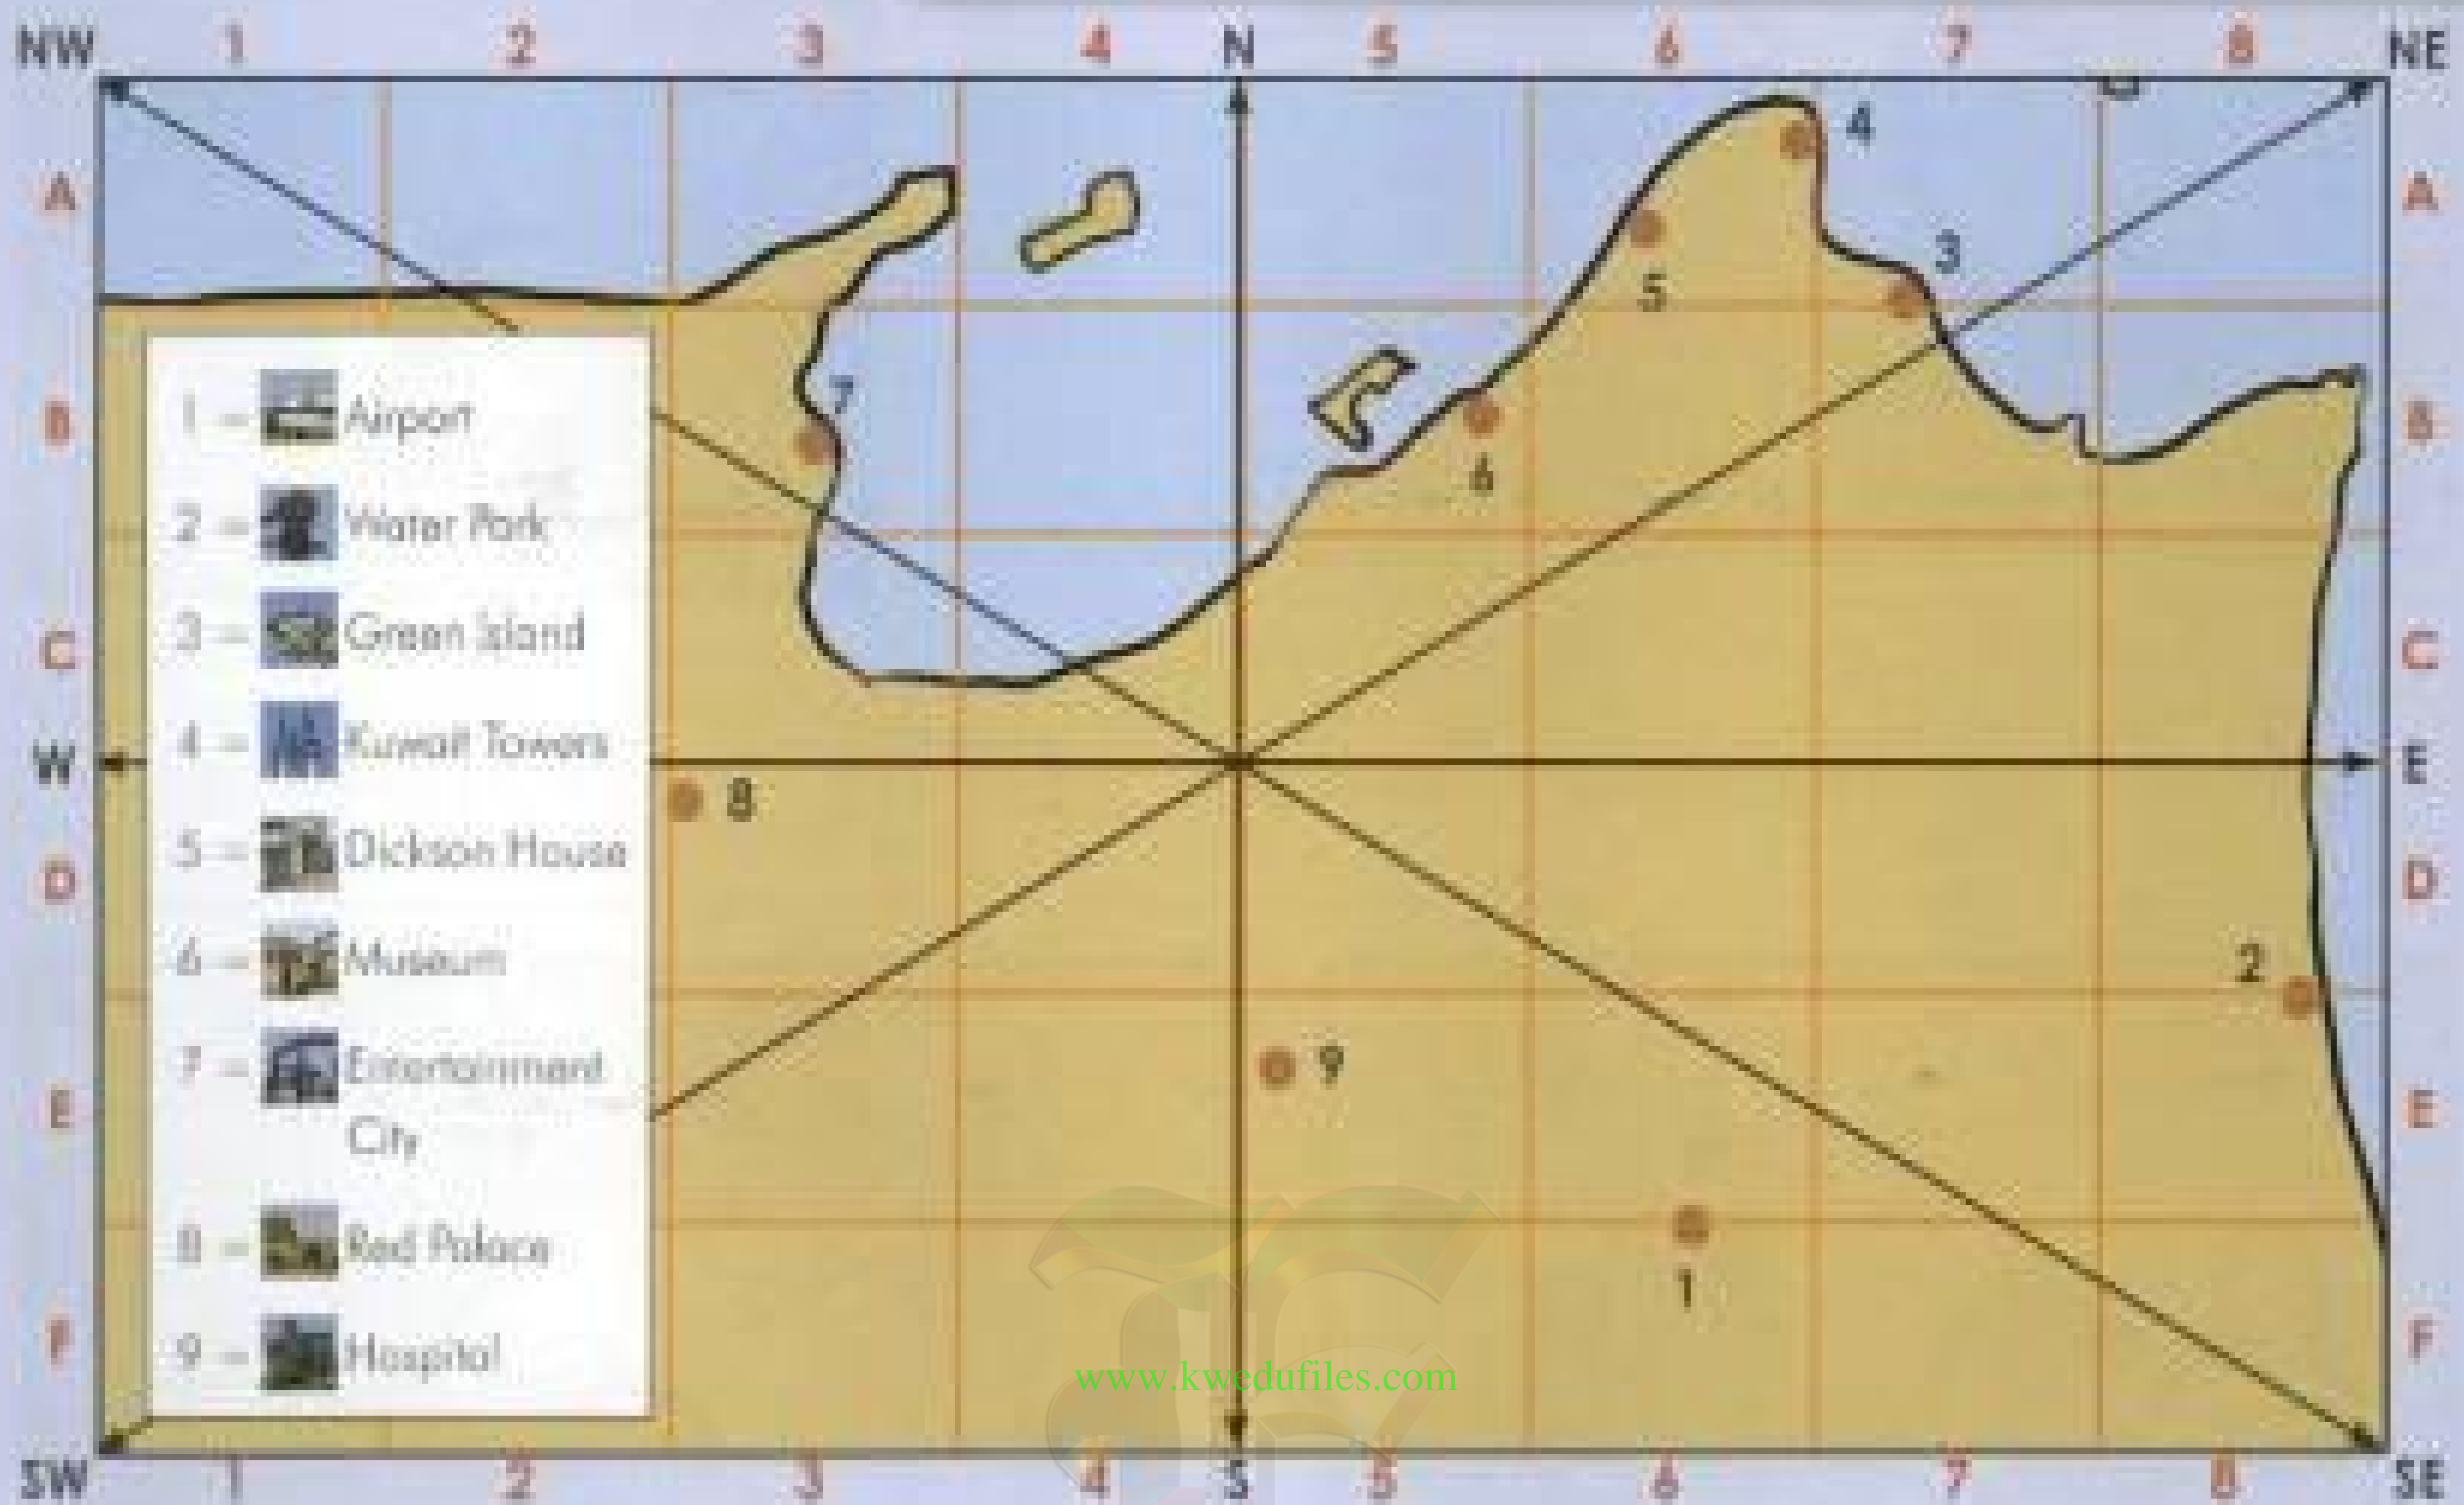 NW 1 2 3 4 N 5 6 7 8 NE
A 4 A
3
5
B 7 B
6
1 – Airport
2 – Water Park
3 – Green Island
4 – Kuwait Towers
5 – Dickson House
6 – Museum
7 – Entertainment
City
8 – Red Palace
9 – Hospital
C C
W E
8
D D
2
9
E E
1
F F
www.kwedufiles.com
SW 1 2 3 4 S 5 6 7 8 SE